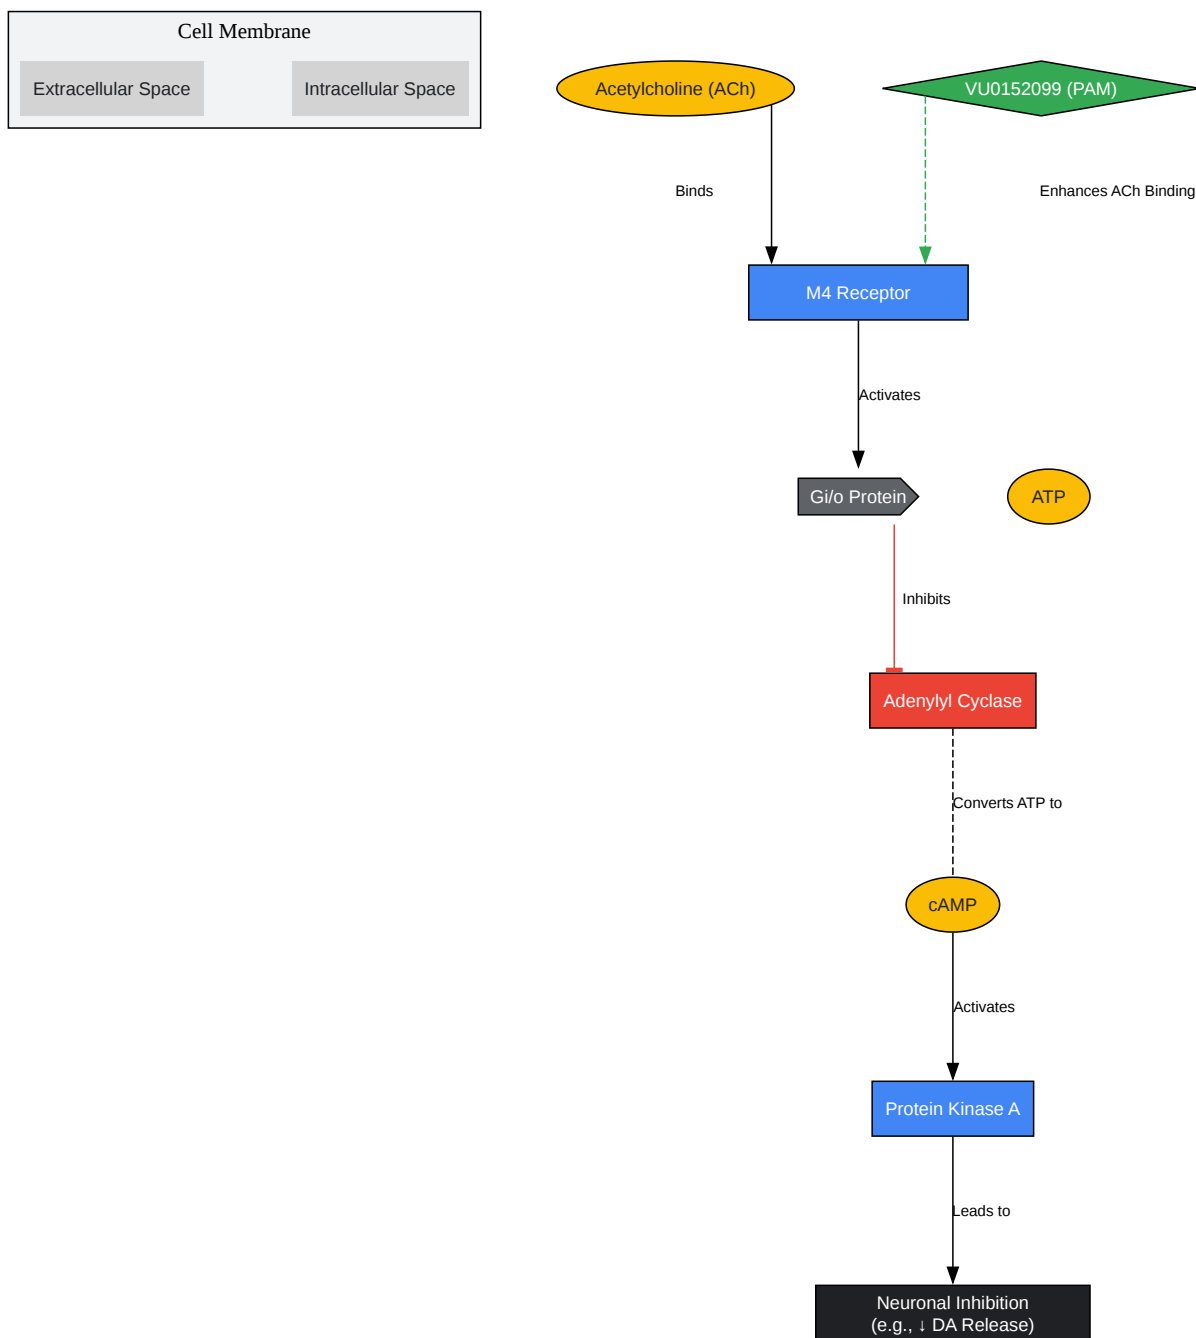 Cell Membrane
Extracellular Space
Intracellular Space
Acetylcholine (ACh)
VU0152099 (PAM)
Binds
Enhances ACh Binding
M4 Receptor
Activates
Gi/o Protein
ATP
Inhibits
Adenylyl Cyclase
Converts ATP to
cAMP
Activates
Protein Kinase A
Leads to
Neuronal Inhibition
(e.g., ↓ DA Release)